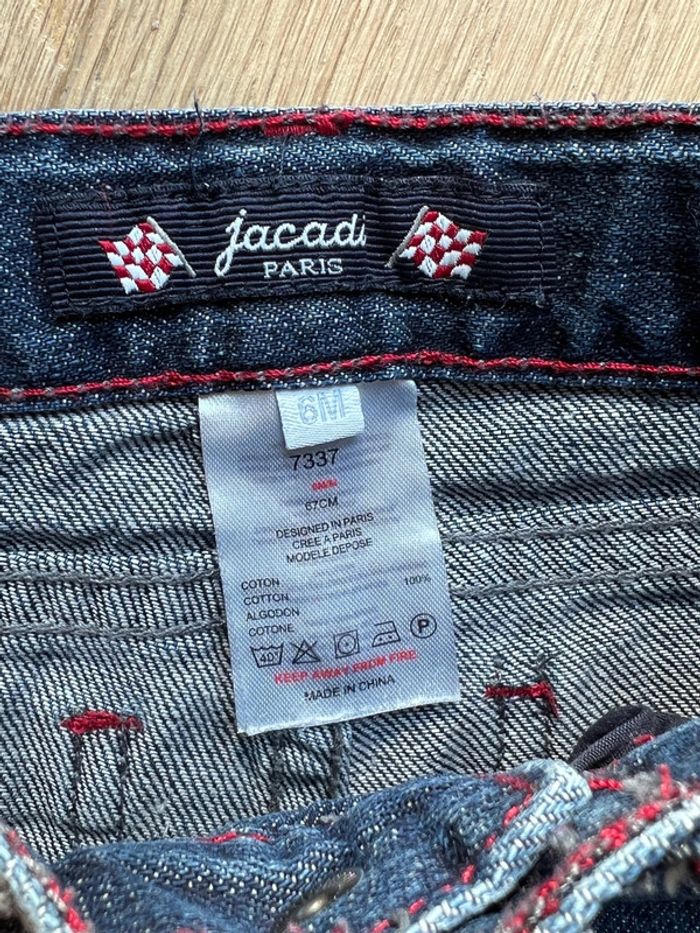 jacadi
PARIS
6M
7337
6M/M
67CM
DESIGNED IN PARIS
CREE A PARIS
MODELE DEPOSE
COTON
COTTON 100%
ALGODON
COTONE
40° P
KEEP AWAY FROM FIRE
MADE IN CHINA